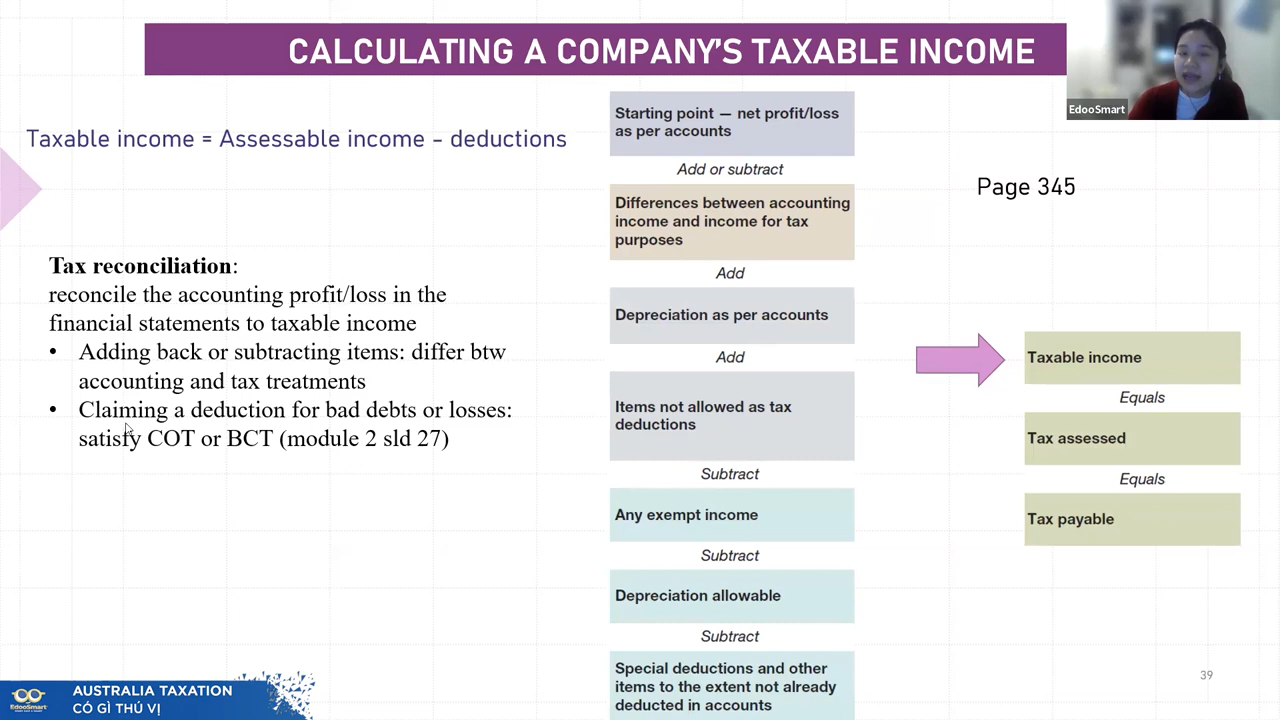 CALCULATING A COMPANY'S TAXABLE INCOME
EdooSmart
Taxable income = Assessable income – deductions
Page 345
Tax reconciliation:
reconcile the accounting profit/loss in the
financial statements to taxable income
• Adding back or subtracting items: differ btw
accounting and tax treatments
• Claiming a deduction for bad debts or losses:
satisfy COT or BCT (module 2 sld 27)
Starting point — net profit/loss
as per accounts
Add or subtract
Differences between accounting
income and income for tax
purposes
Add
Depreciation as per accounts
Add
Items not allowed as tax
deductions
Subtract
Any exempt income
Subtract
Depreciation allowable
Subtract
Special deductions and other
items to the extent not already
deducted in accounts
Taxable income
Equals
Tax assessed
Equals
Tax payable
39
EdooSmart
AUSTRALIA TAXATION
CÓ GÌ THÚ VỊ